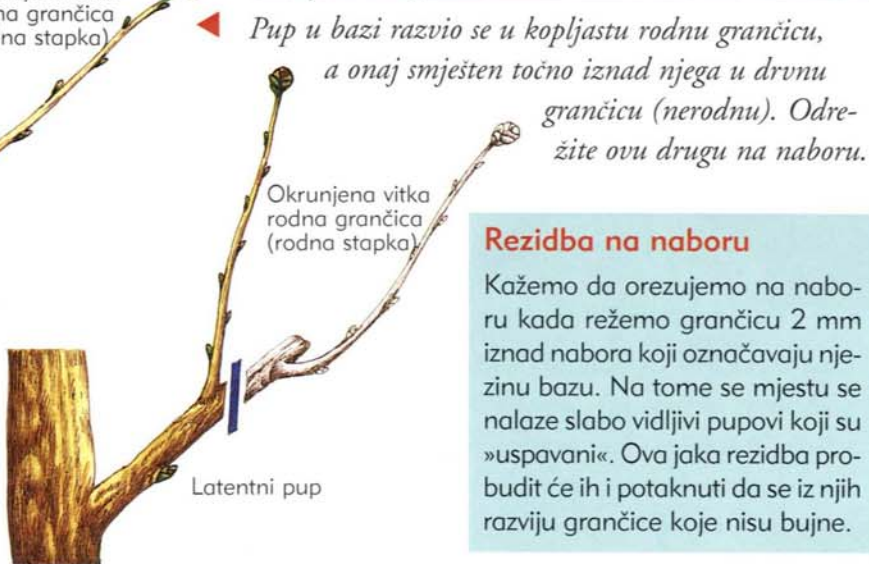 na grančica
na stapka)
Pup u bazi razvio se u kopljastu rodnu grančicu,
a onaj smješten točno iznad njega u drvnu
grančicu (nerodnu). Odre-
žite ovu drugu na naboru.
Okrunjena vitka
rodna grančica
(rodna stapka)
Latentni pup
Rezidba na naboru
Kažemo da orezujemo na nabo-
ru kada režemo grančicu 2 mm
iznad nabora koji označavaju nje-
zinu bazu. Na tome se mjestu se
nalaze slabo vidljivi pupovi koji su
»uspavani«. Ova jaka rezidba pro-
budit će ih i potaknuti da se iz njih
razviju grančice koje nisu bujne.